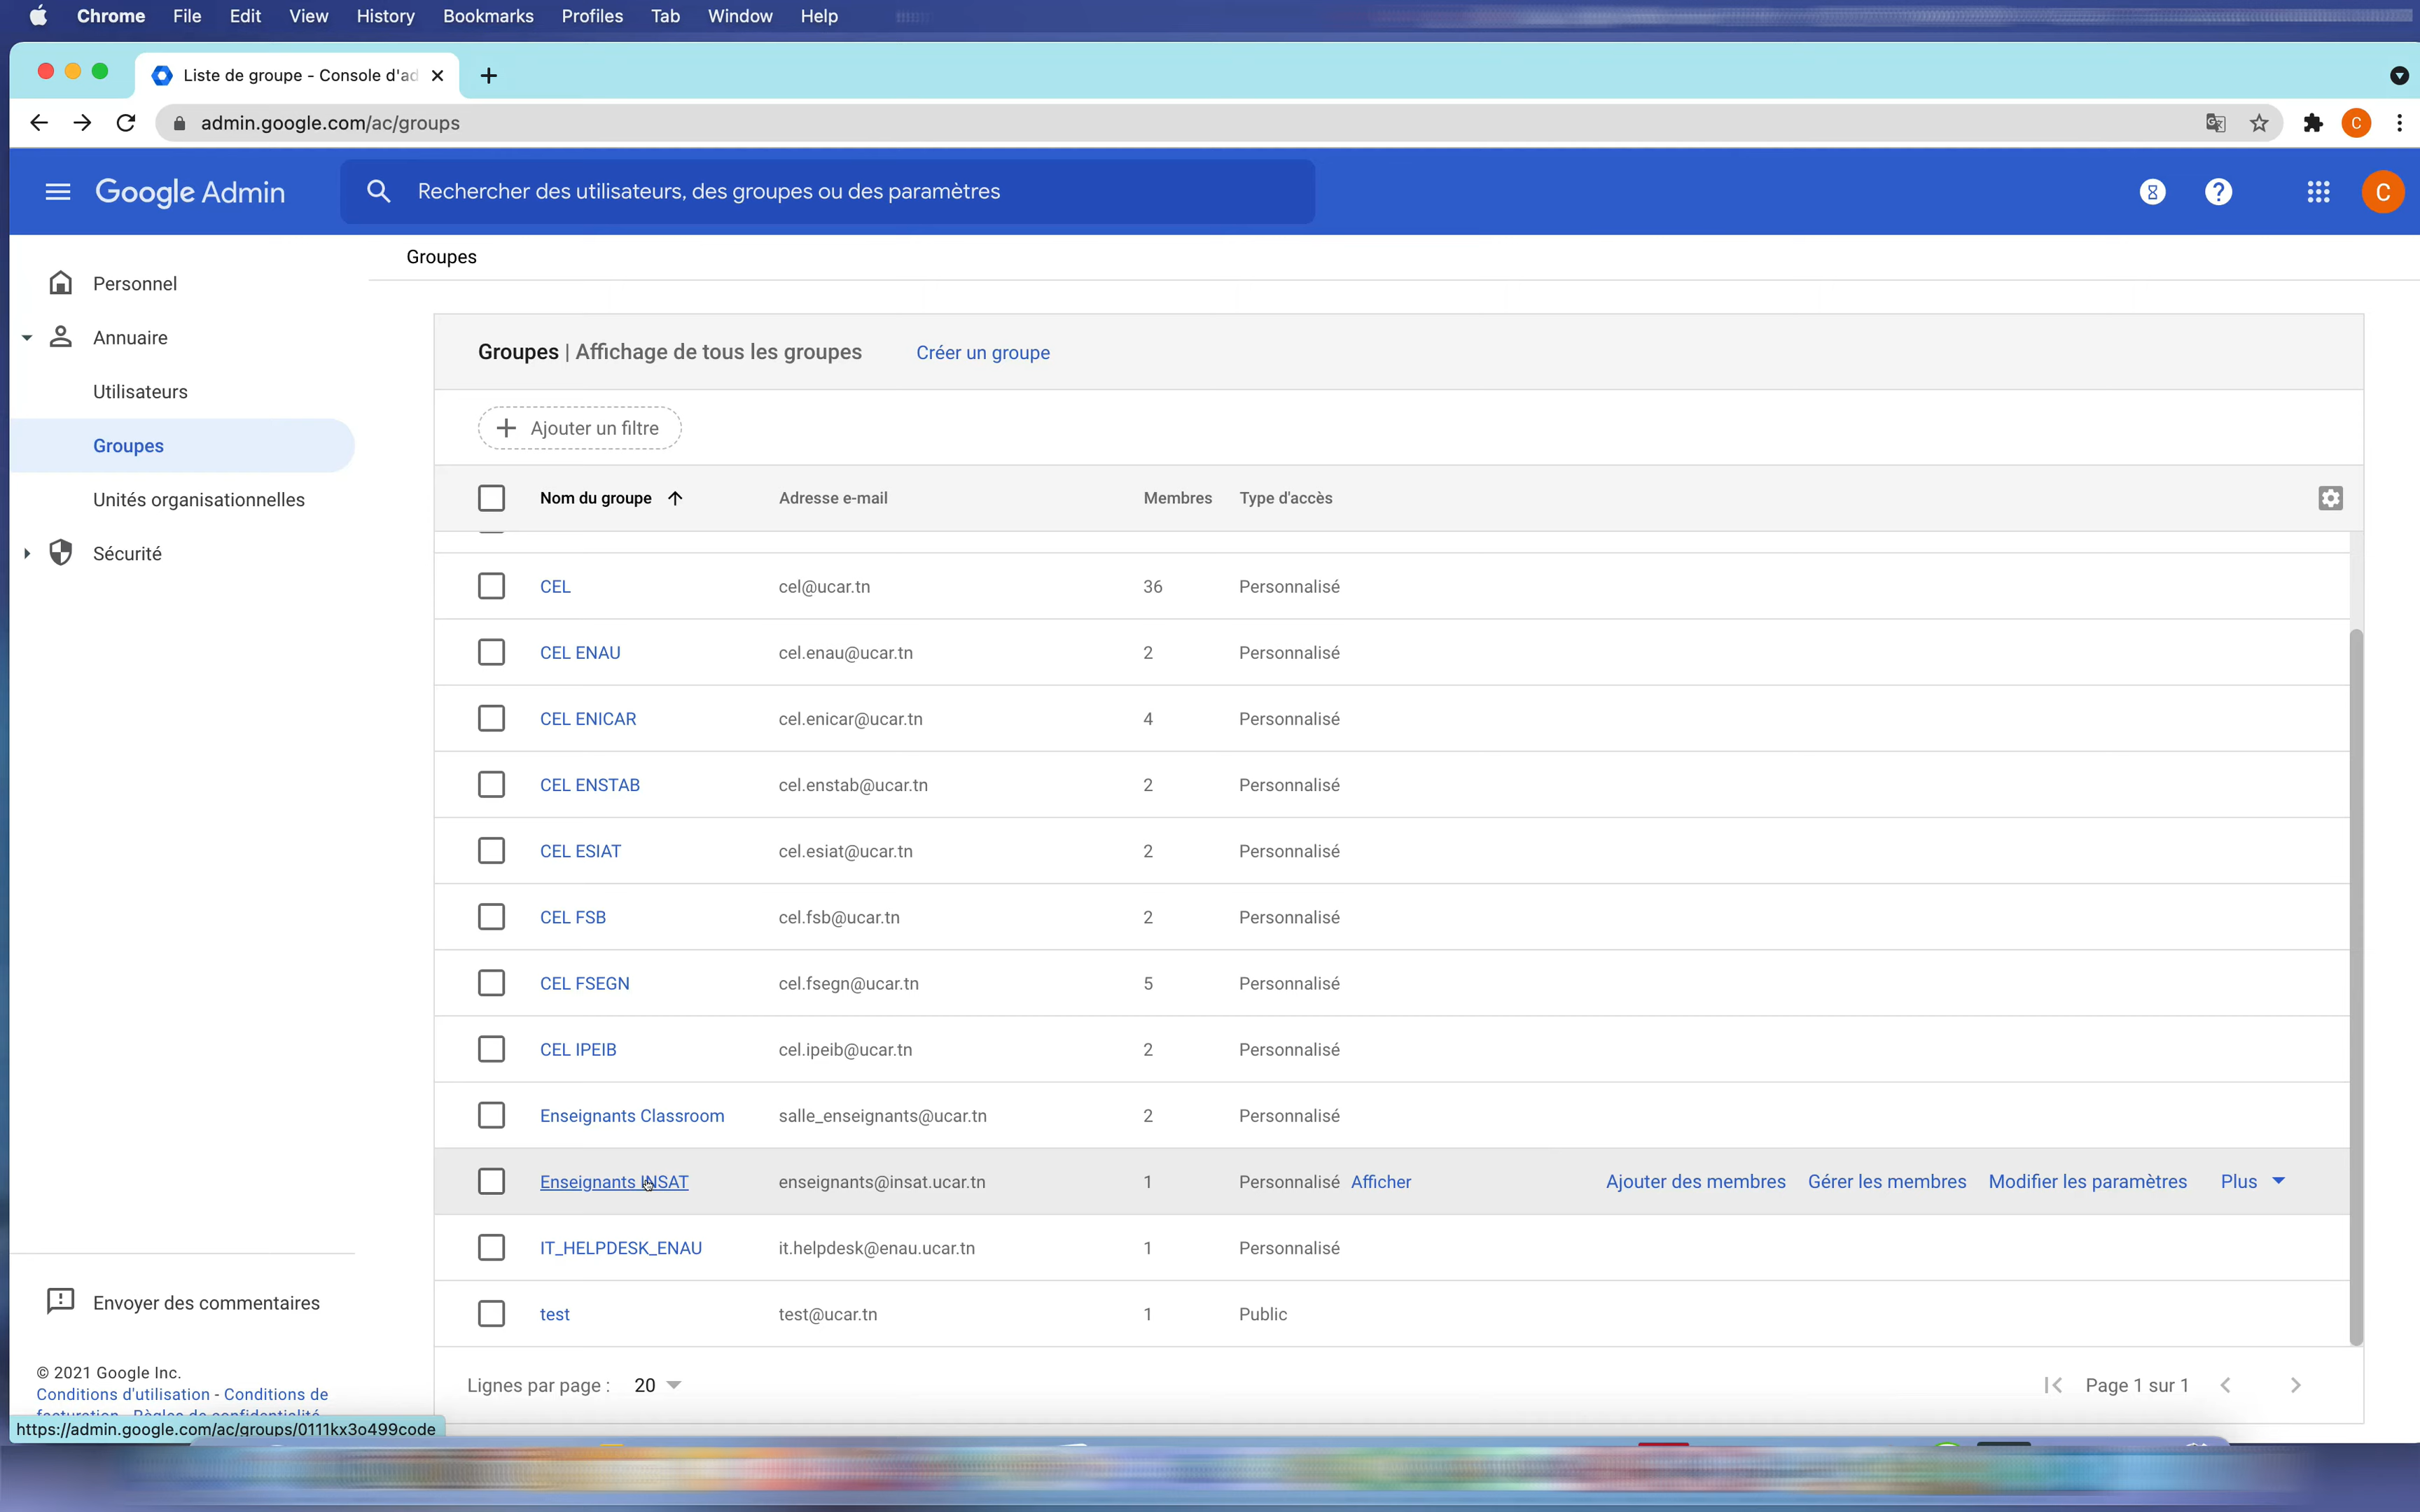 Chrome File Edit View History Bookmarks Profiles Tab Window Help
Liste de groupe - Console d'ad
admin.google.com/ac/groups
C
Google Admin
Rechercher des utilisateurs, des groupes ou des paramètres
C
Groupes
Personnel
Annuaire
Utilisateurs
Groupes
Unités organisationnelles
Sécurité
Groupes | Affichage de tous les groupes Créer un groupe
Ajouter un filtre
Nom du groupe Adresse e-mail Membres Type d'accès
CEL cel@ucar.tn 36 Personnalisé
CEL ENAU cel.enau@ucar.tn 2 Personnalisé
CEL ENICAR cel.enicar@ucar.tn 4 Personnalisé
CEL ENSTAB cel.enstab@ucar.tn 2 Personnalisé
CEL ESIAT cel.esiat@ucar.tn 2 Personnalisé
CEL FSB cel.fsb@ucar.tn 2 Personnalisé
CEL FSEGN cel.fsegn@ucar.tn 5 Personnalisé
CEL IPEIB cel.ipeib@ucar.tn 2 Personnalisé
Enseignants Classroom salle_enseignants@ucar.tn 2 Personnalisé
Enseignants INSAT enseignants@insat.ucar.tn 1 Personnalisé Afficher Ajouter des membres Gérer les membres Modifier les paramètres Plus
IT_HELPDESK_ENAU it.helpdesk@enau.ucar.tn 1 Personnalisé
test test@ucar.tn 1 Public
Lignes par page : 20 Page 1 sur 1
Envoyer des commentaires
© 2021 Google Inc.
Conditions d'utilisation - Conditions de
facturation - Règles de confidentialité
https://admin.google.com/ac/groups/0111kx3o499code